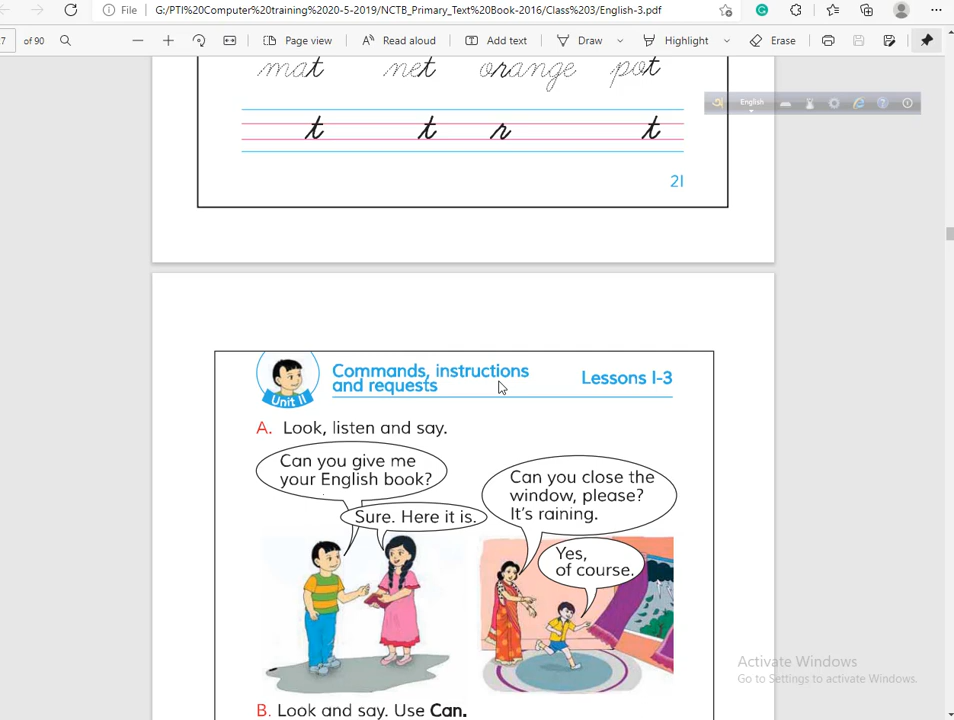 File G:/PTI%20Computer%20training%202020-5-2019/NCTB_Primary_Text%20Book-2016/Class%203/English-3.pdf
7 of 90 Page view Read aloud Add text Draw Highlight Erase
mat net orange pot
English
t t r t
21
Commands, instructions
and requests
Lessons 1-3
Unit 11
A. Look, listen and say.
Can you give me
your English book?
Sure. Here it is.
Can you close the
window, please?
It's raining.
Yes,
of course.
Activate Windows
Go to Settings to activate Windows.
B. Look and say. Use Can.